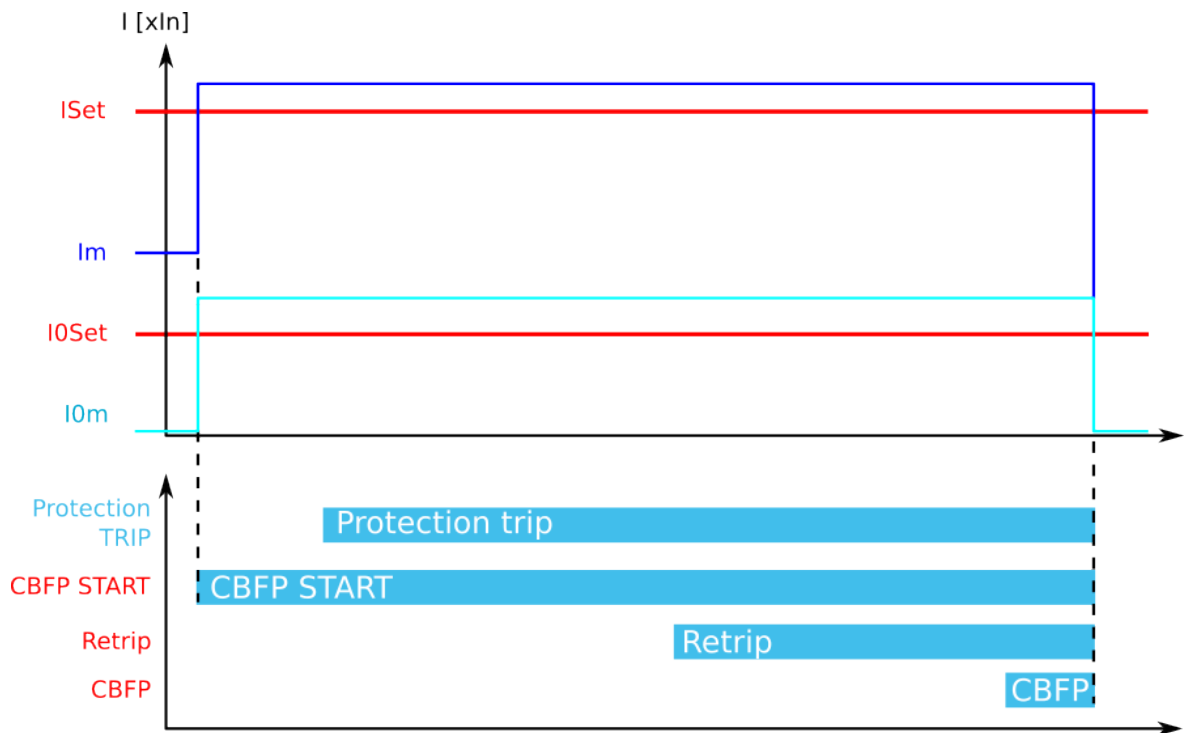 I [xIn]
ISet
Im
I0Set
I0m
Protection
TRIP
Protection trip
CBFP START
CBFP START
Retrip
Retrip
CBFP
CBFP